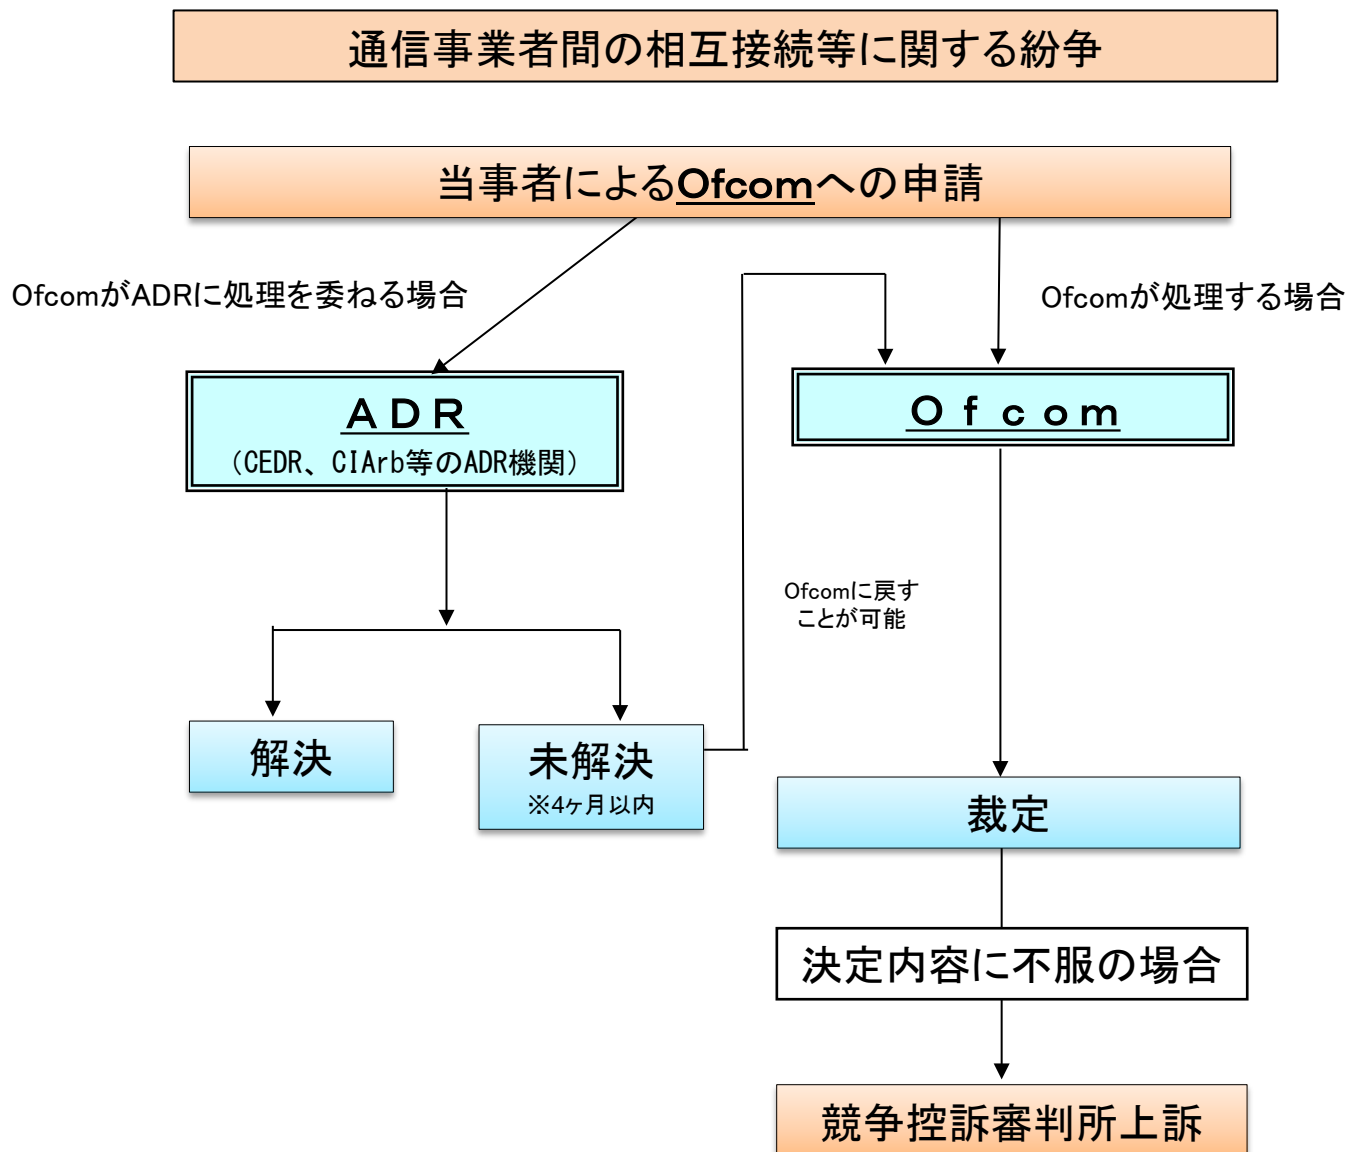 通信事業者間の相互接続等に関する紛争
当事者によるOfcomへの申請
OfcomがADRに処理を委ねる場合
Ofcomが処理する場合
ＡＤＲ
（CEDR、CIArb等のADR機関）
Ｏｆｃｏｍ
Ofcomに戻す
ことが可能
解決
未解決
※4ヶ月以内
裁定
決定内容に不服の場合
競争控訴審判所上訴